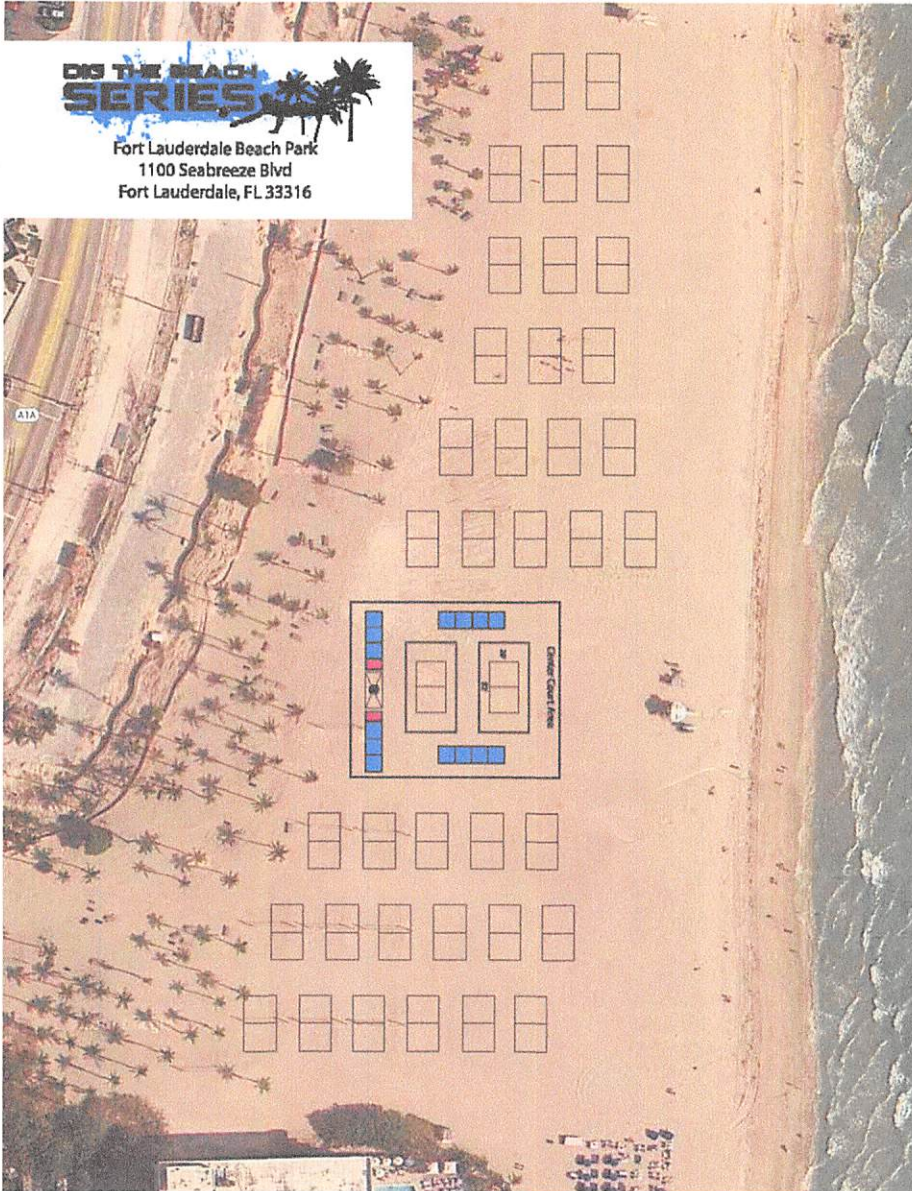 DIG THE BEACH
SERIES
Fort Lauderdale Beach Park
1100 Seabreeze Blvd
Fort Lauderdale, FL 33316
A1A
Center Court Area